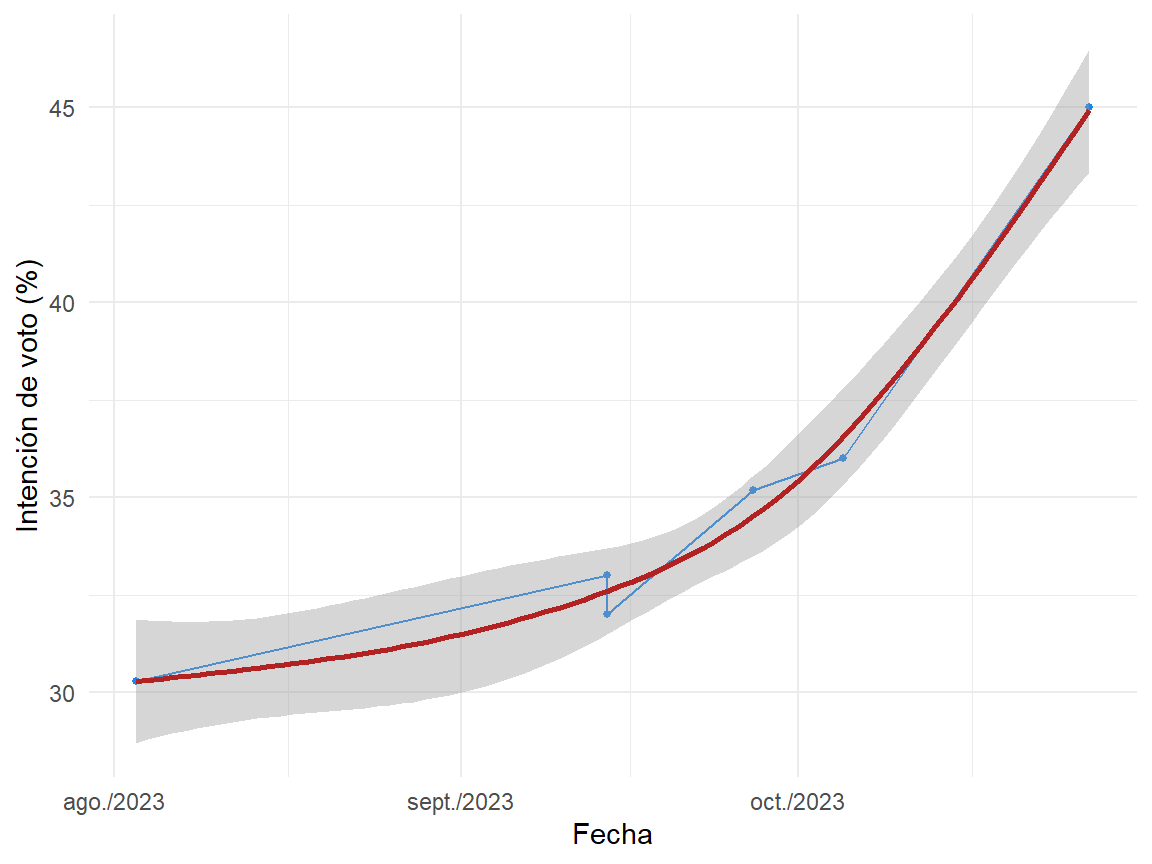 Intención de voto (%)
45
40
35
30
ago./2023
sept./2023
oct./2023
Fecha